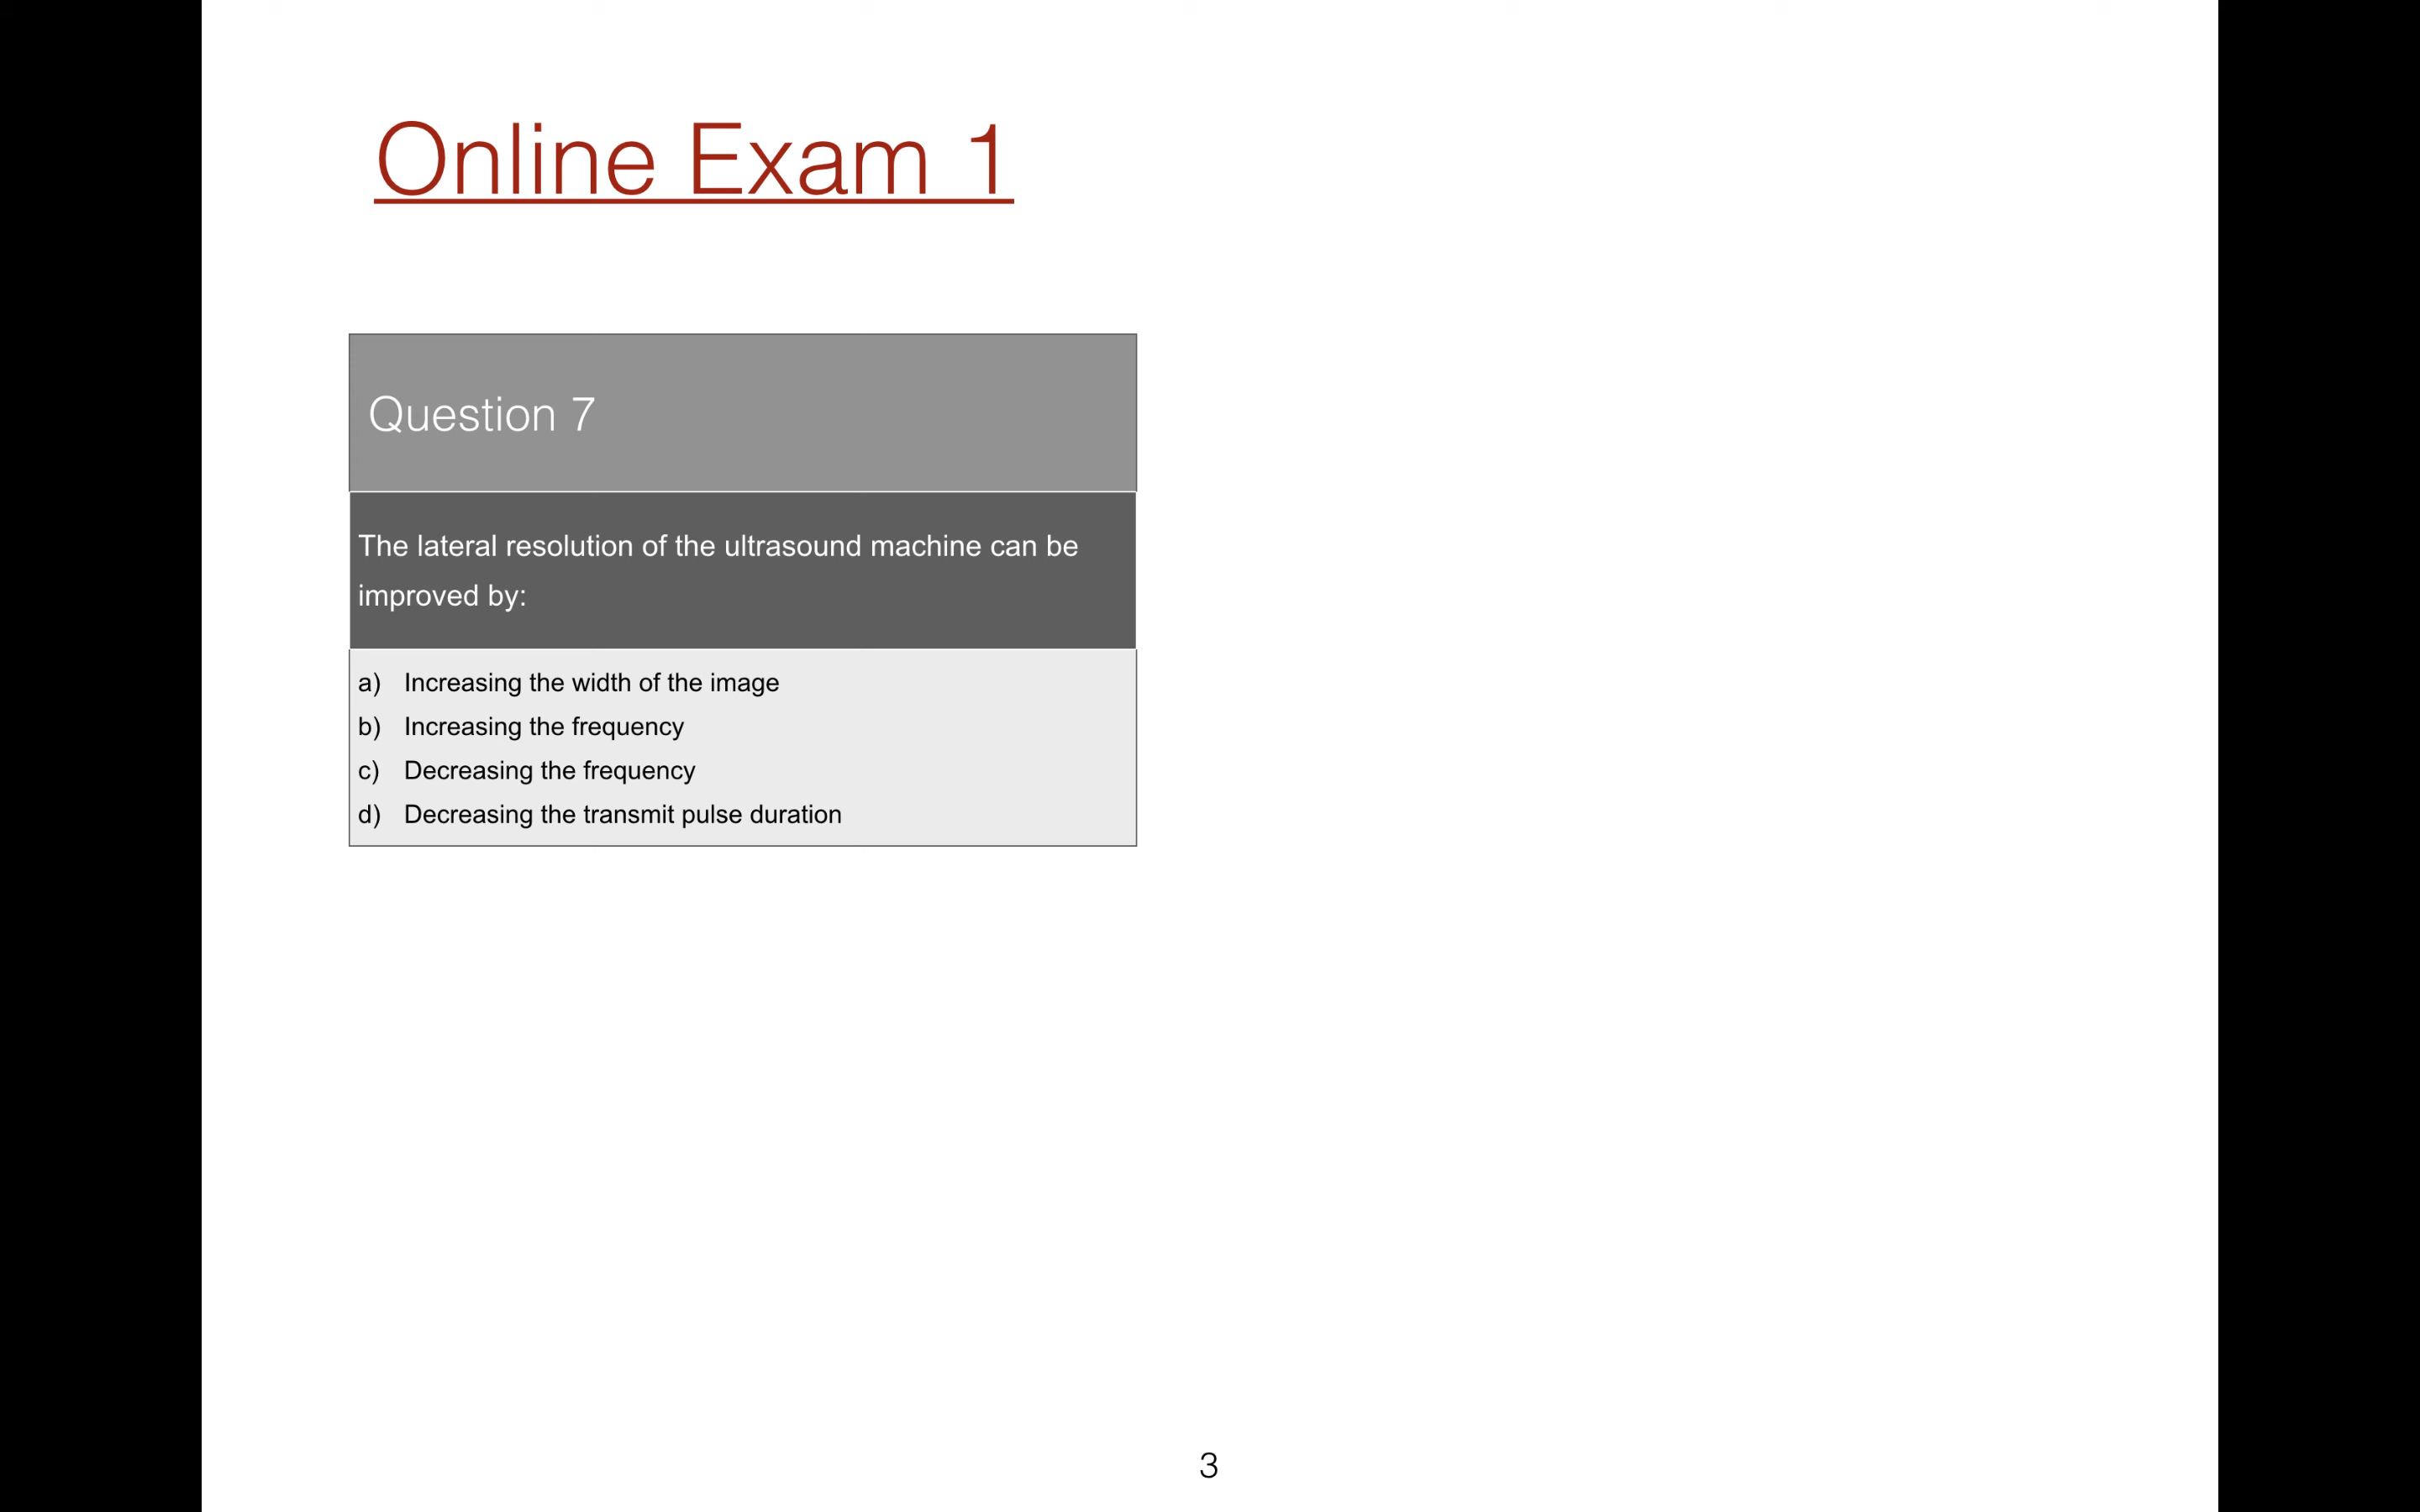 Online Exam 1
Question 7
The lateral resolution of the ultrasound machine can be
improved by:
a) Increasing the width of the image
b) Increasing the frequency
c) Decreasing the frequency
d) Decreasing the transmit pulse duration
3